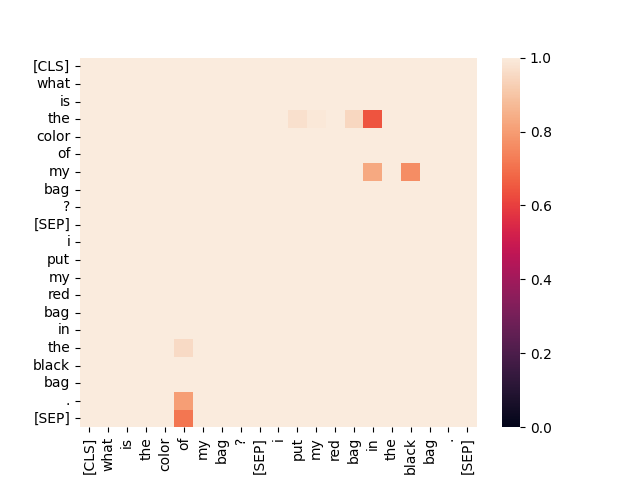 [CLS]
what
is
the
color
of
my
bag
?
[SEP]
i
put
my
red
bag
in
the
black
bag
.
[SEP]
[CLS]
what
is
the
color
of
my
bag
?
[SEP]
i
put
my
red
bag
in
the
black
bag
.
[SEP]
1.0
0.8
0.6
0.4
0.2
0.0